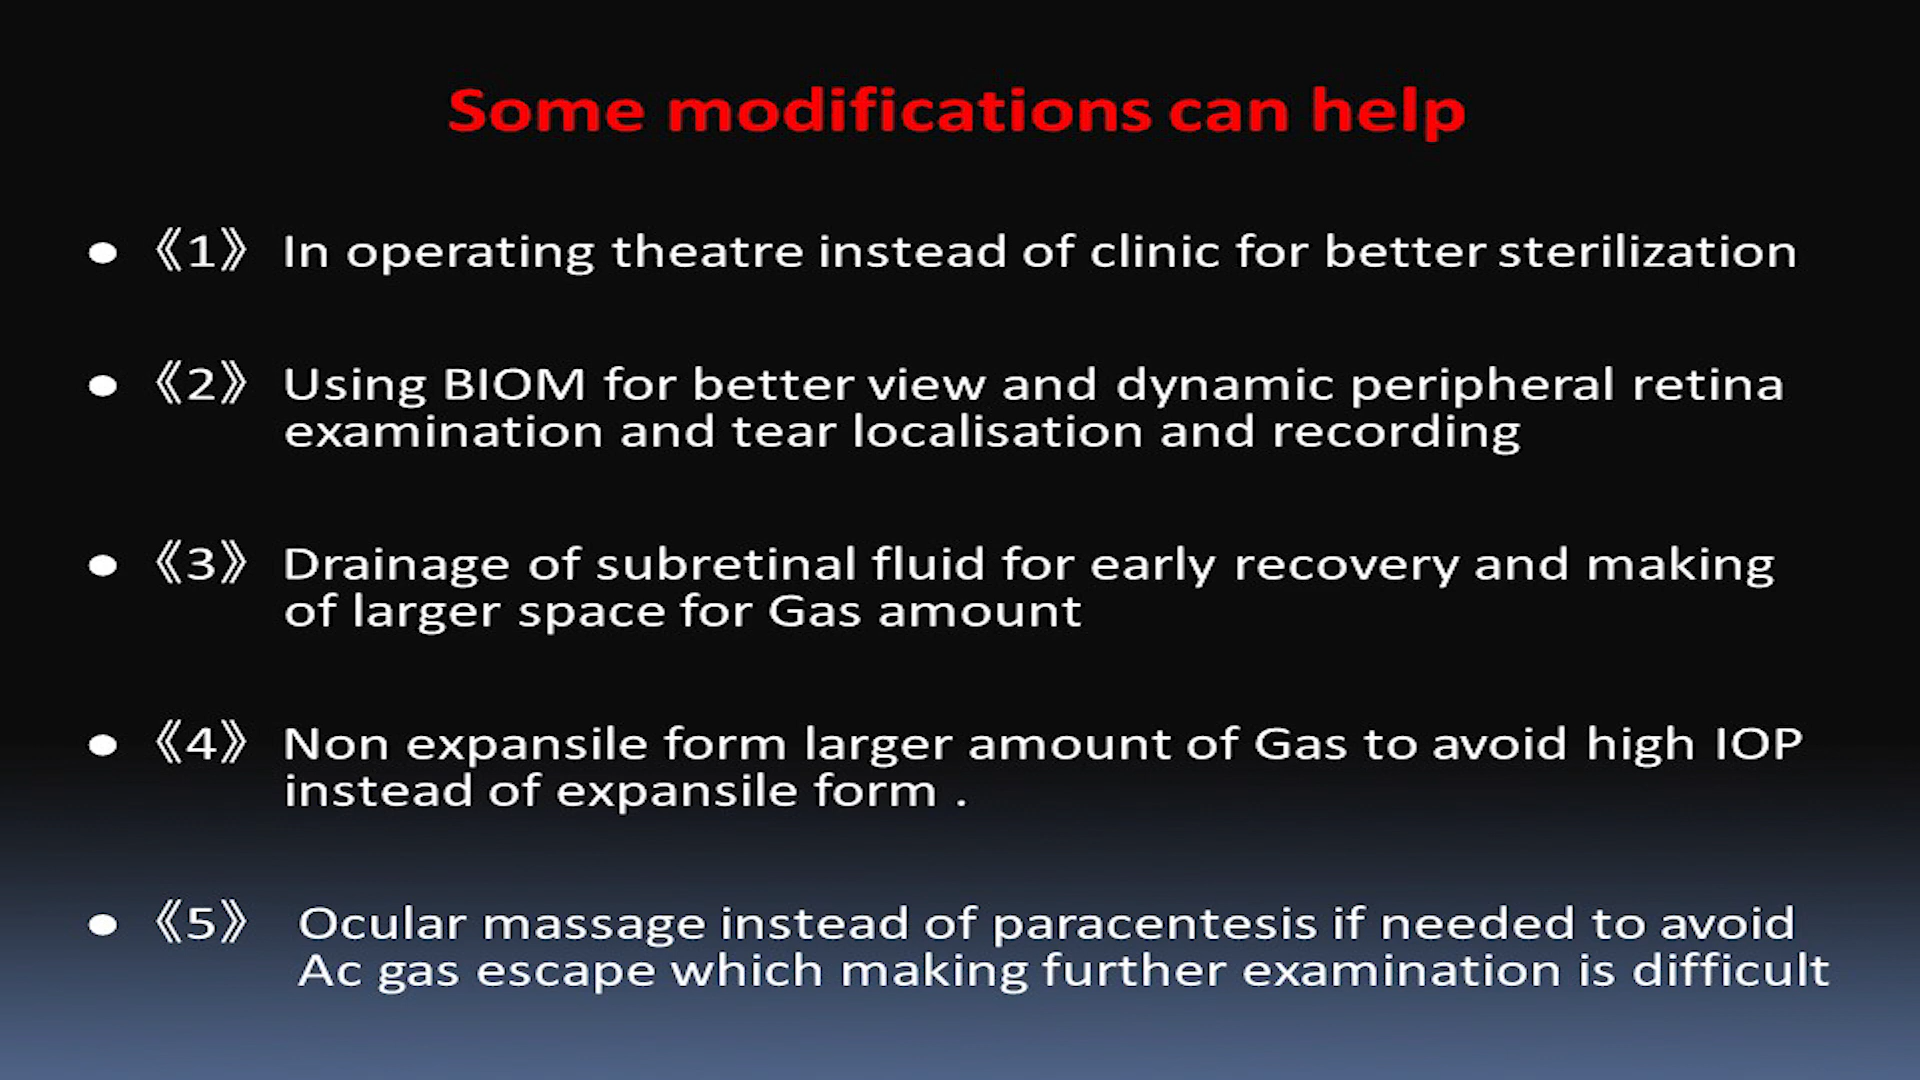 Some modifications can help
• 《1》 In operating theatre instead of clinic for better sterilization
• 《2》 Using BIOM for better view and dynamic peripheral retina
examination and tear localisation and recording
• 《3》 Drainage of subretinal fluid for early recovery and making
of larger space for Gas amount
• 《4》 Non expansile form larger amount of Gas to avoid high IOP
instead of expansile form .
• 《5》 Ocular massage instead of paracentesis if needed to avoid
Ac gas escape which making further examination is difficult